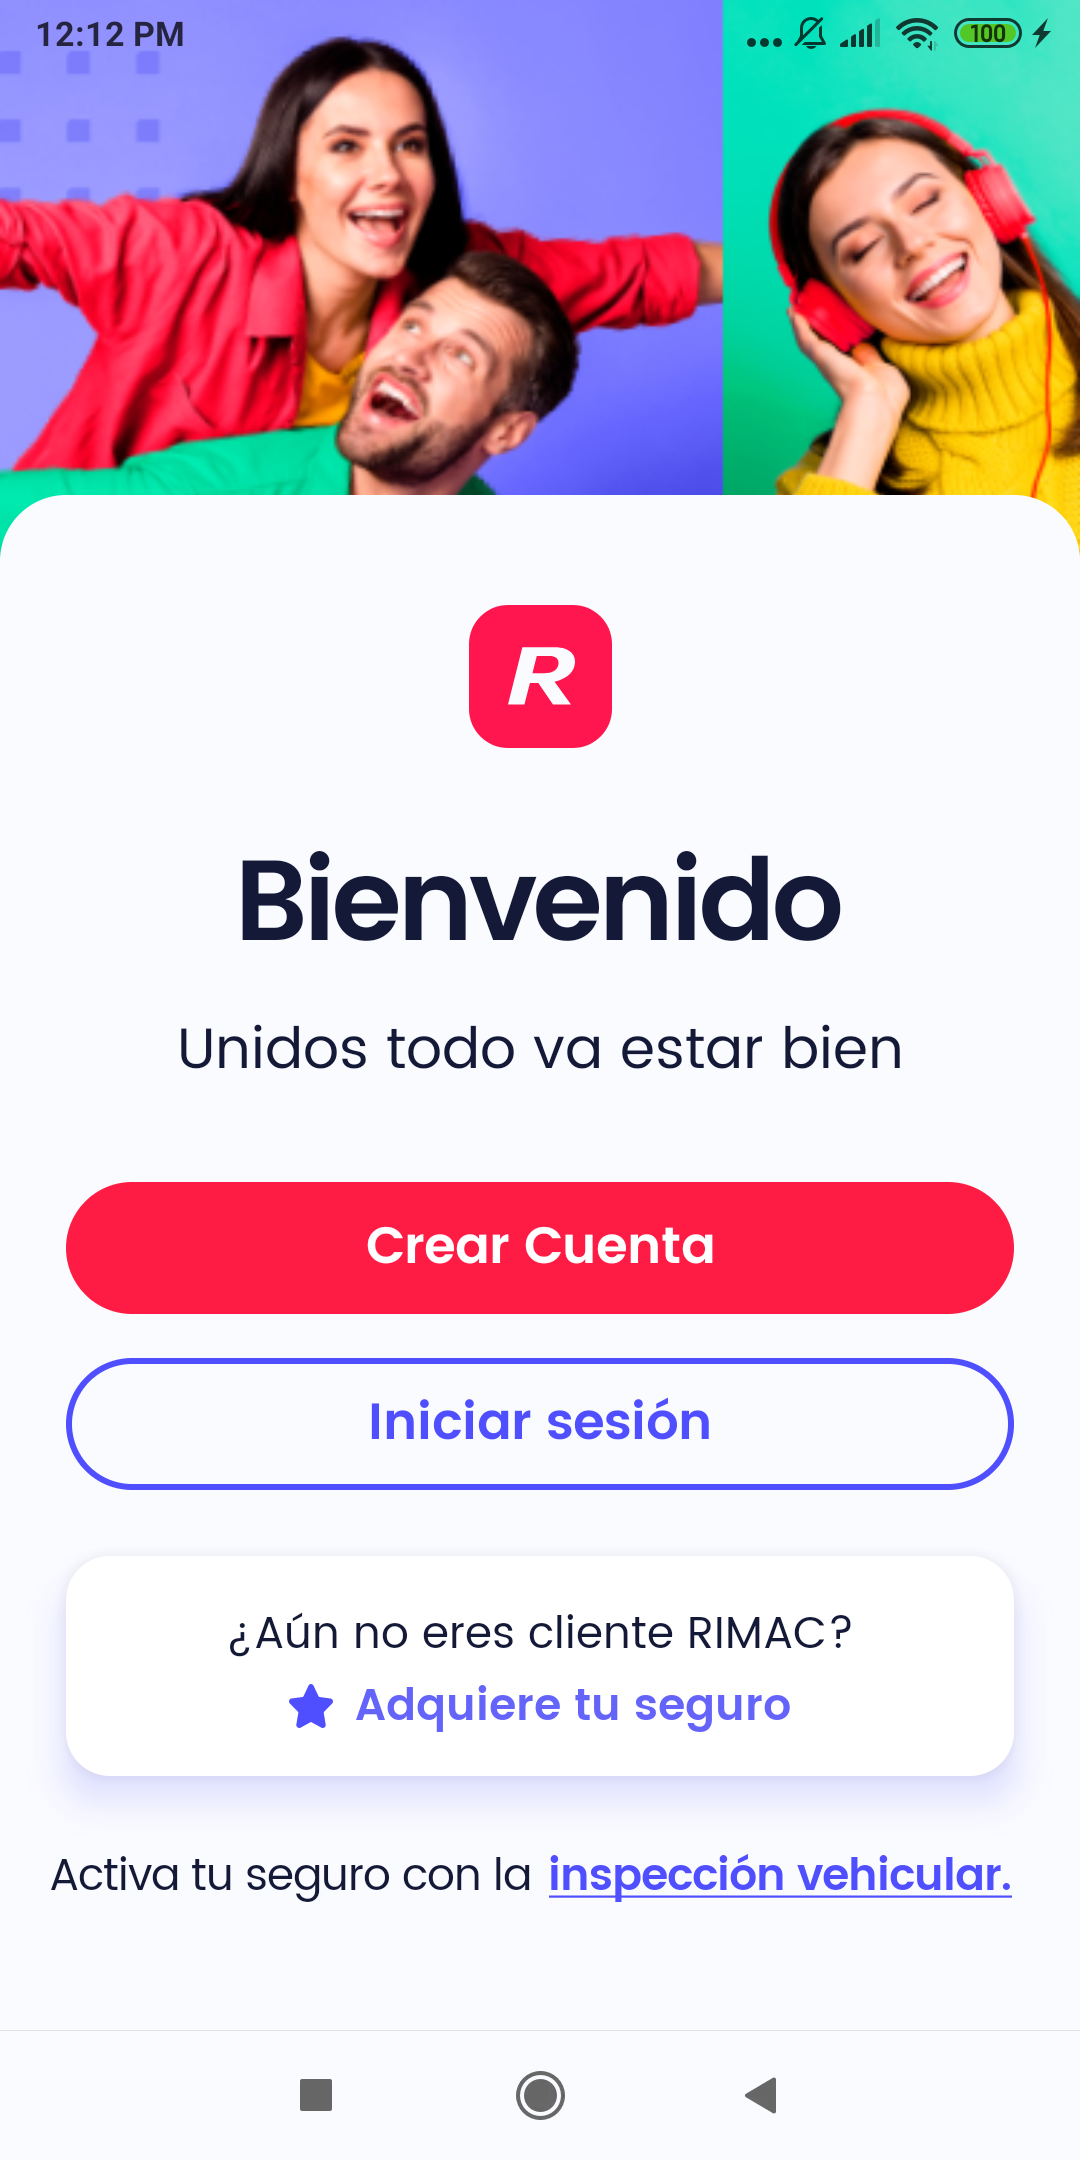 12:12 PM
100
R
Bienvenido
Unidos todo va estar bien
Crear Cuenta
Iniciar sesión
¿Aún no eres cliente RIMAC?
Adquiere tu seguro
Activa tu seguro con la inspección vehicular.